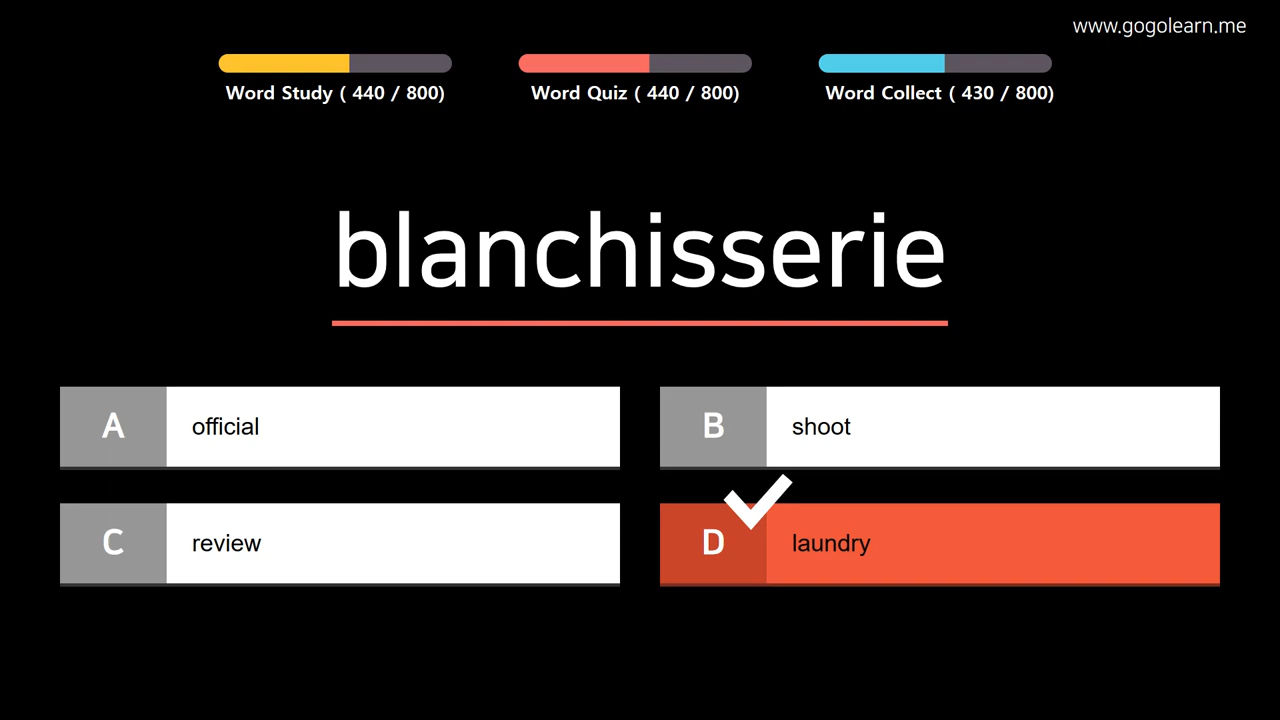 www.gogolearn.me
Word Study ( 440 / 800)
Word Quiz ( 440 / 800)
Word Collect ( 430 / 800)
blanchisserie
A official
B shoot
C review
D laundry